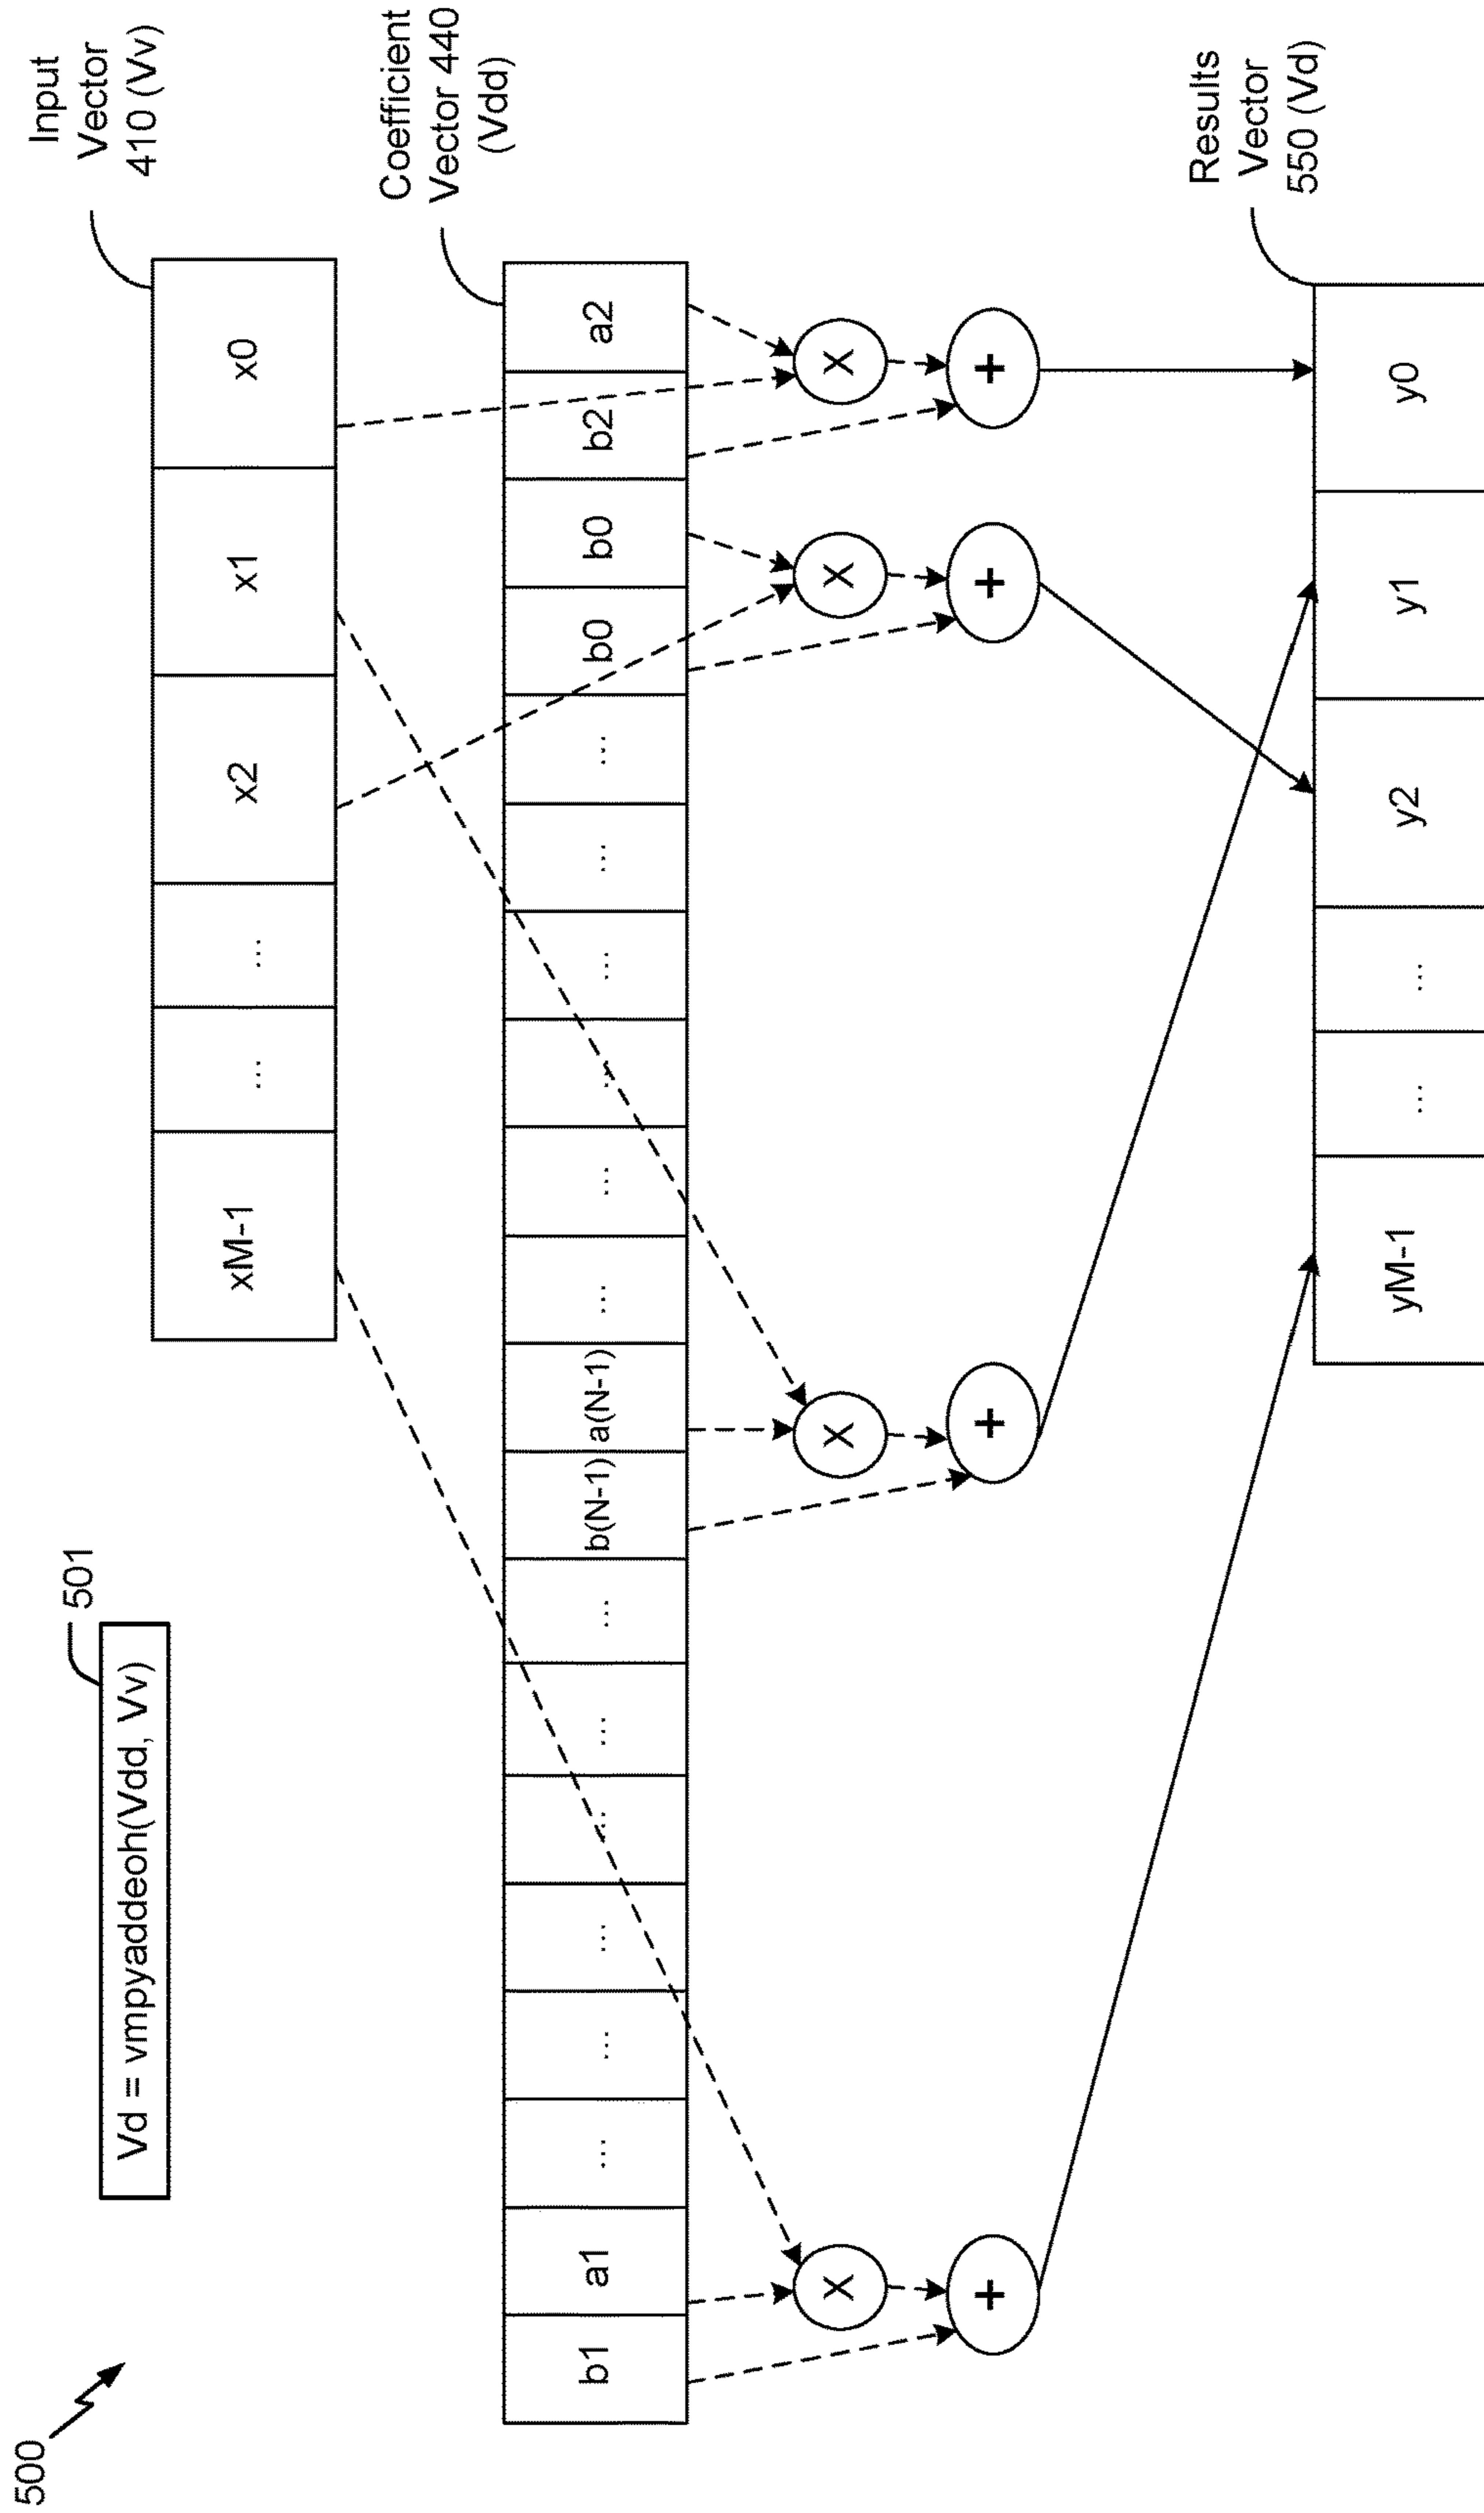 500
Vd = vmpyaddeoh(Vdd, Vv)
501
Input
Vector
410 (Vv)
xM-1
...
...
x2
x1
x0
Coefficient
Vector 440
(Vdd)
b1
a1
...
...
...
...
...
...
b(N-1)
a(N-1)
...
...
...
...
...
...
b0
b0
b2
a2
X
X
X
X
+
+
+
+
Results
Vector
550 (Vd)
yM-1
...
...
y2
y1
y0